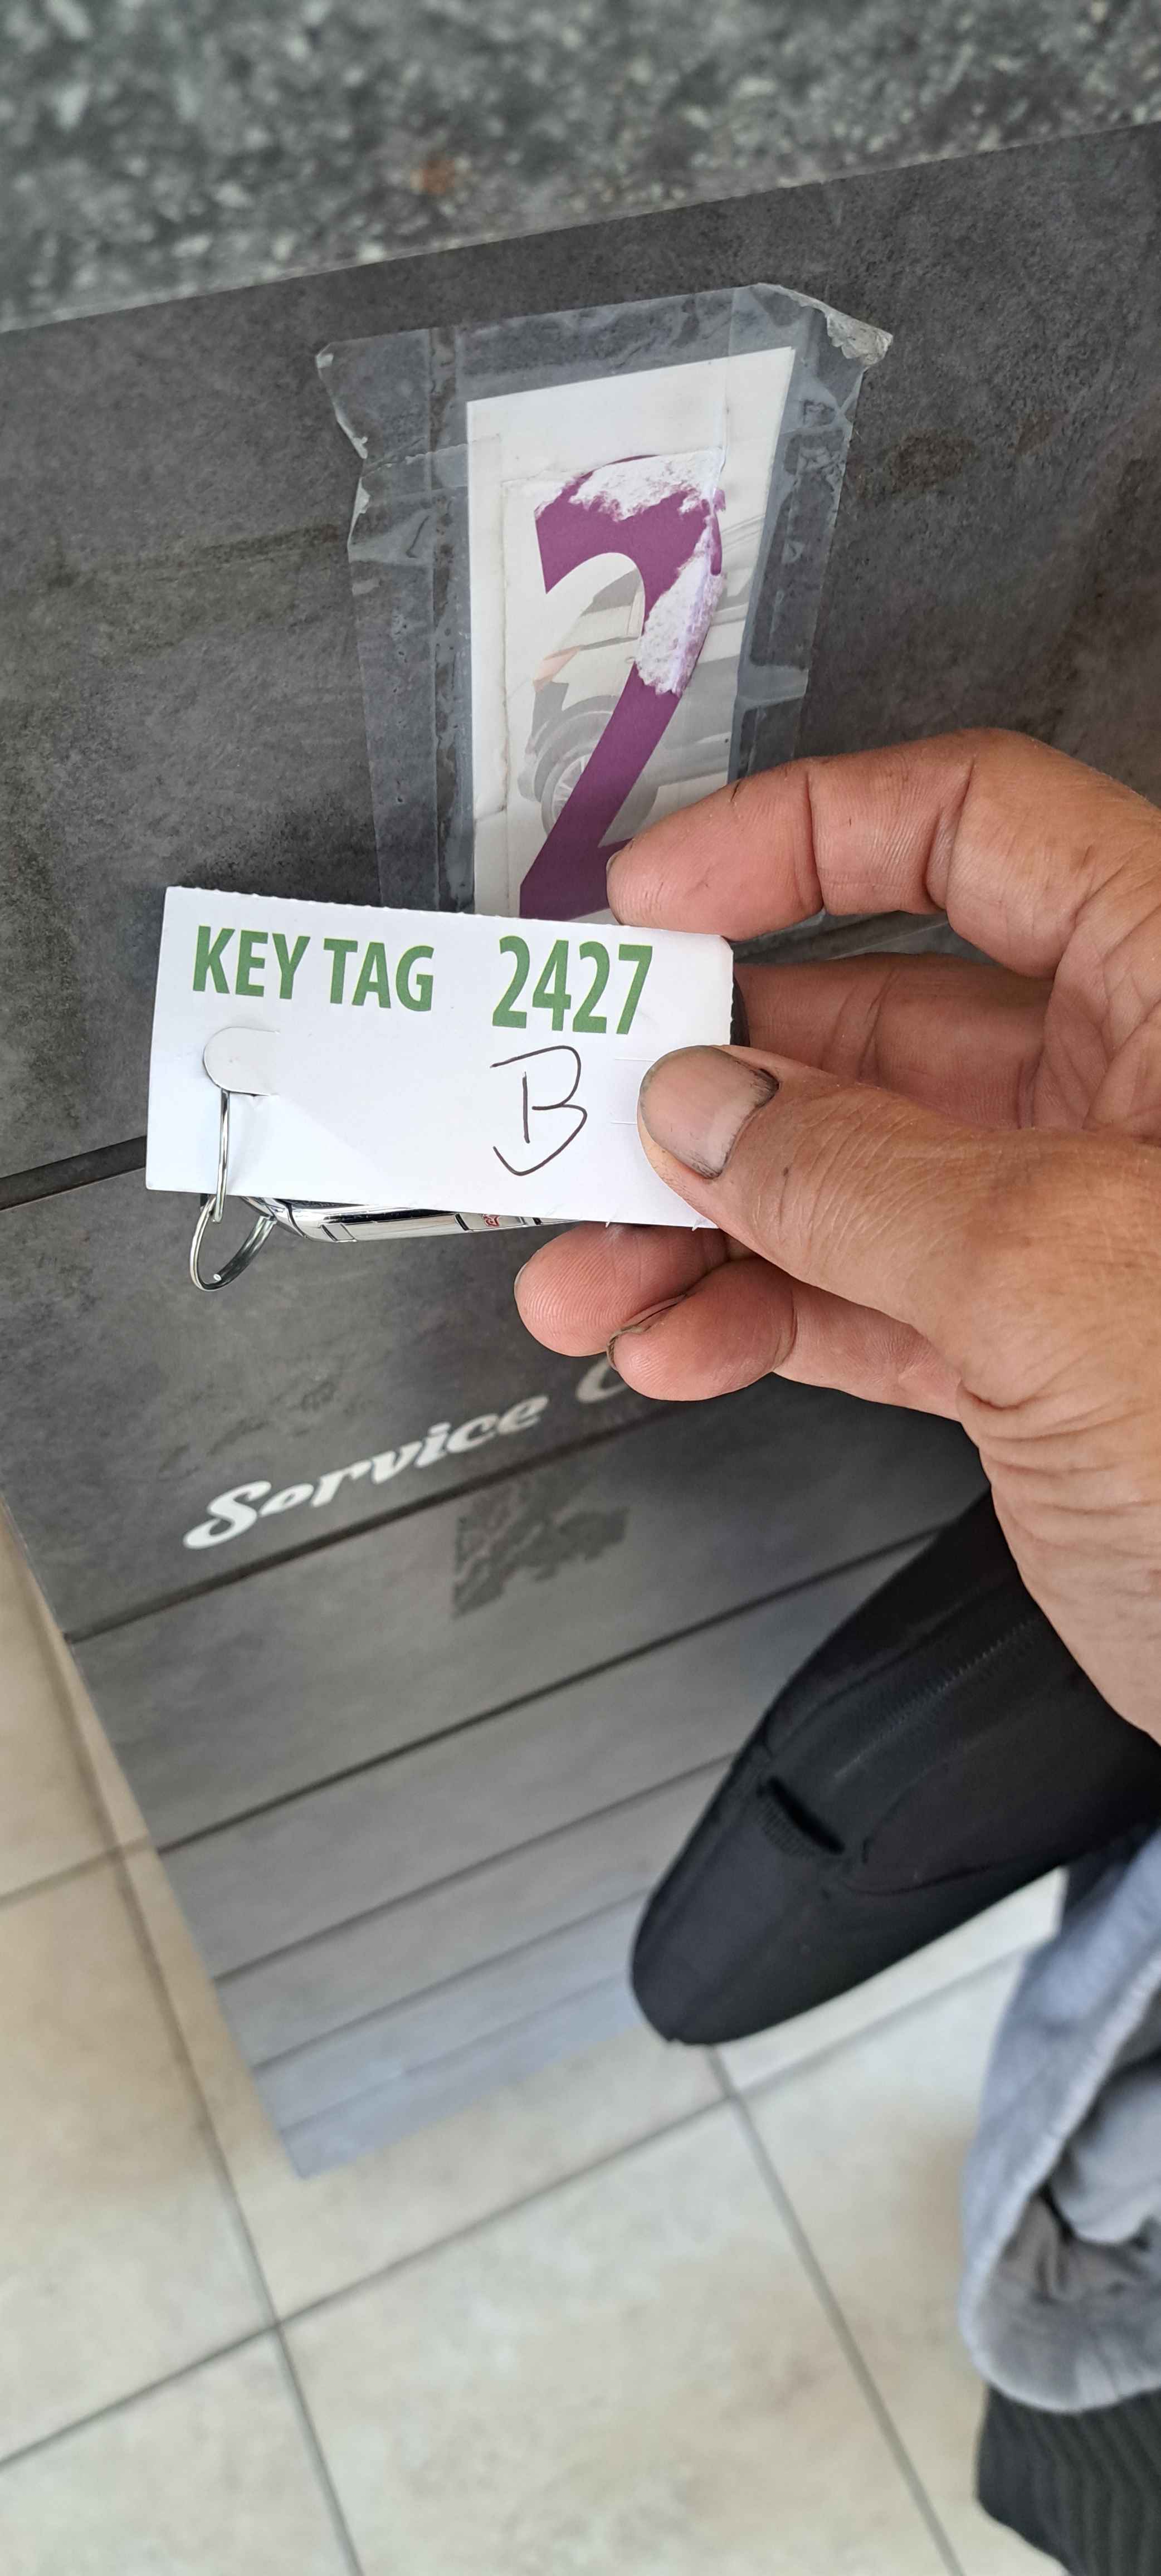 2
KEY TAG 2427
B
Service